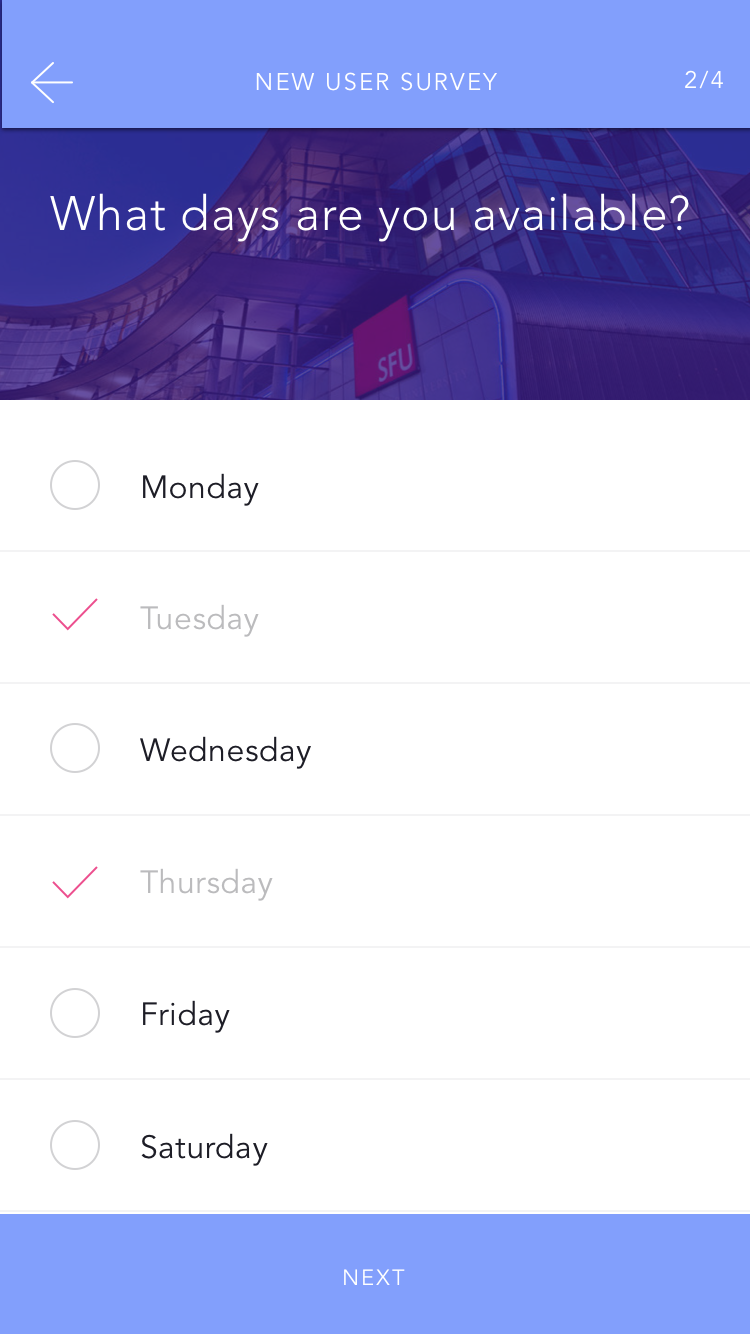 NEW USER SURVEY
2/4
What days are you available?
SFU
Monday
Tuesday
Wednesday
Thursday
Friday
Saturday
NEXT